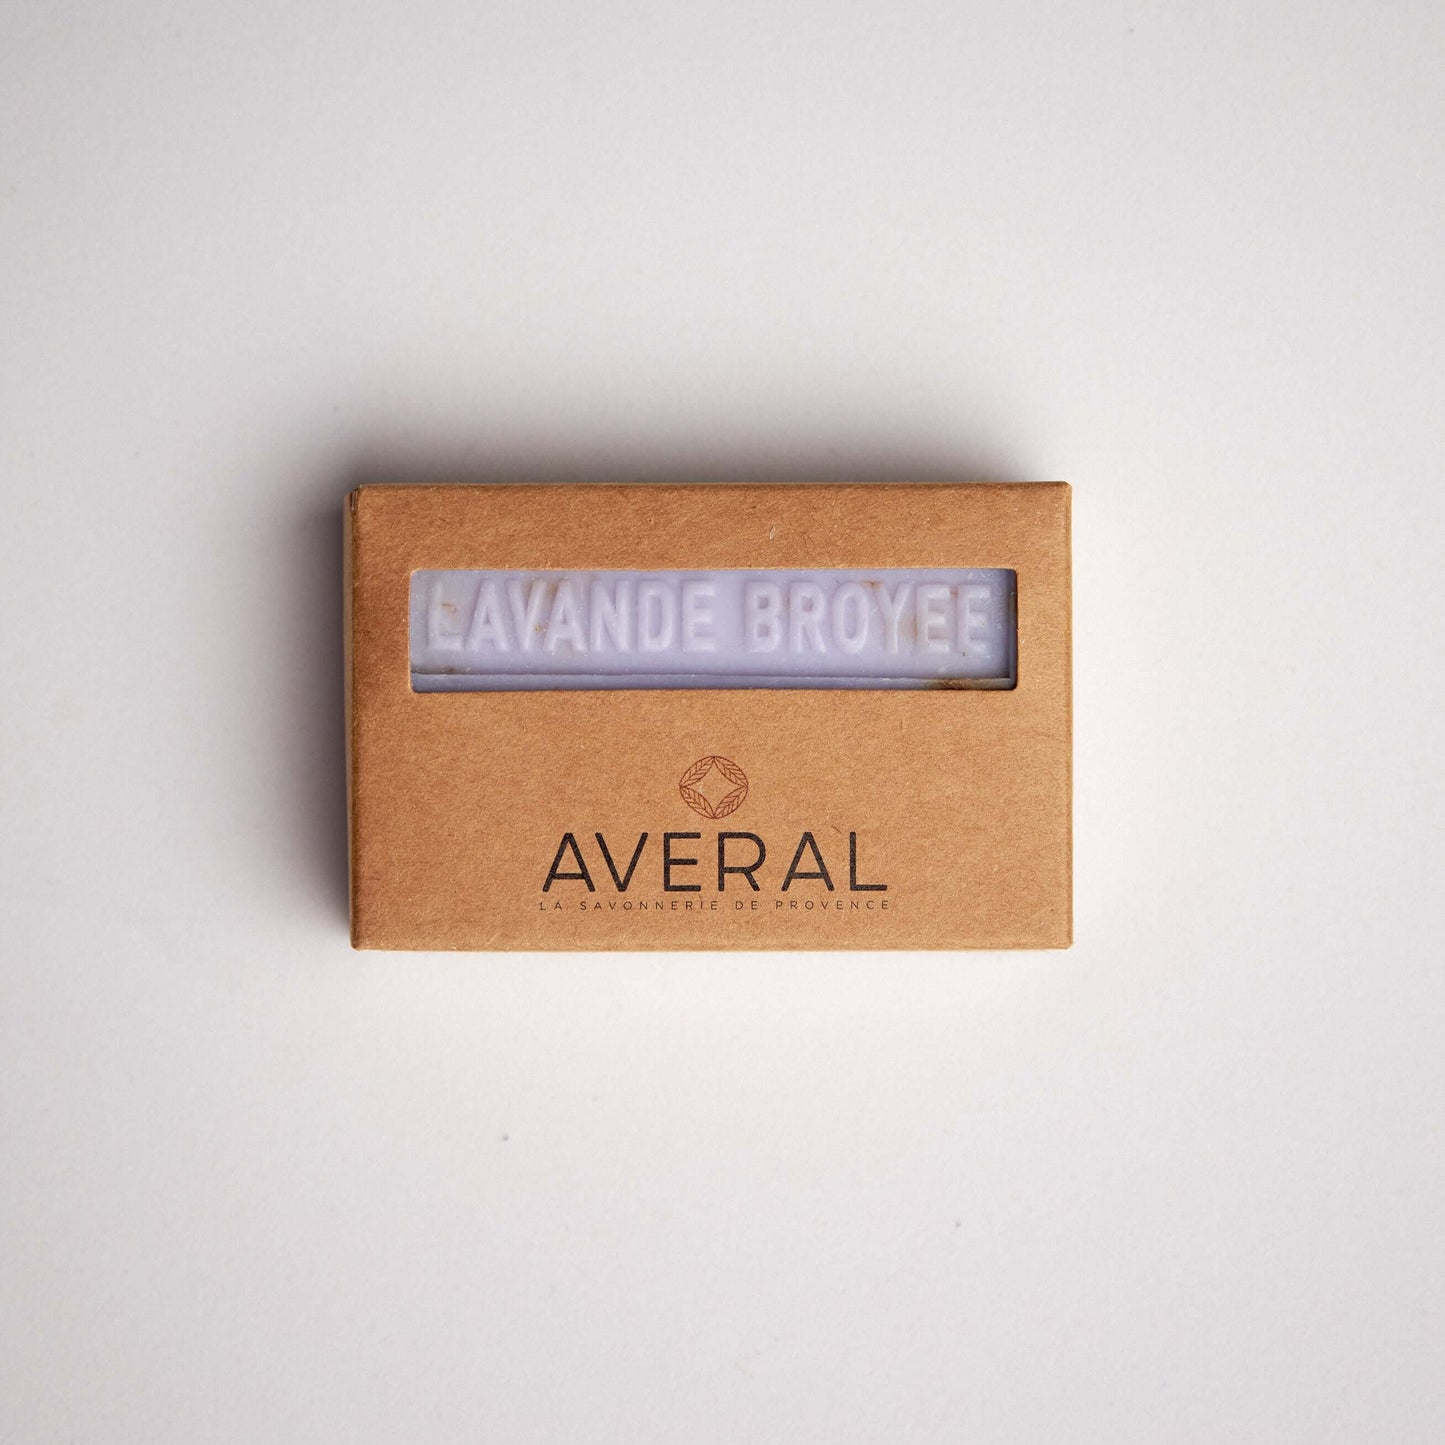 LAVANDE BROYEE
AVERAL
LA SAVONNERIE DE PROVENCE